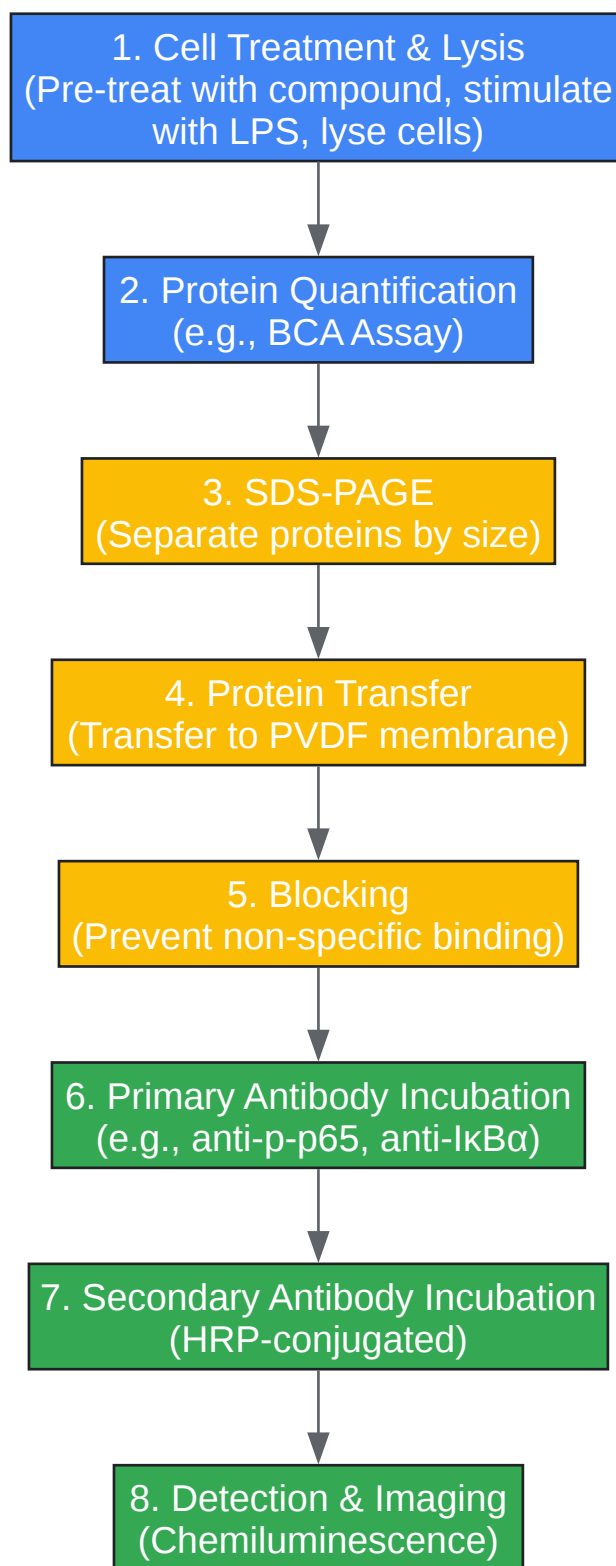 1. Cell Treatment & Lysis
(Pre-treat with compound, stimulate
with LPS, lyse cells)
2. Protein Quantification
(e.g., BCA Assay)
3. SDS-PAGE
(Separate proteins by size)
4. Protein Transfer
(Transfer to PVDF membrane)
5. Blocking
(Prevent non-specific binding)
6. Primary Antibody Incubation
(e.g., anti-p-p65, anti-IκBα)
7. Secondary Antibody Incubation
(HRP-conjugated)
8. Detection & Imaging
(Chemiluminescence)